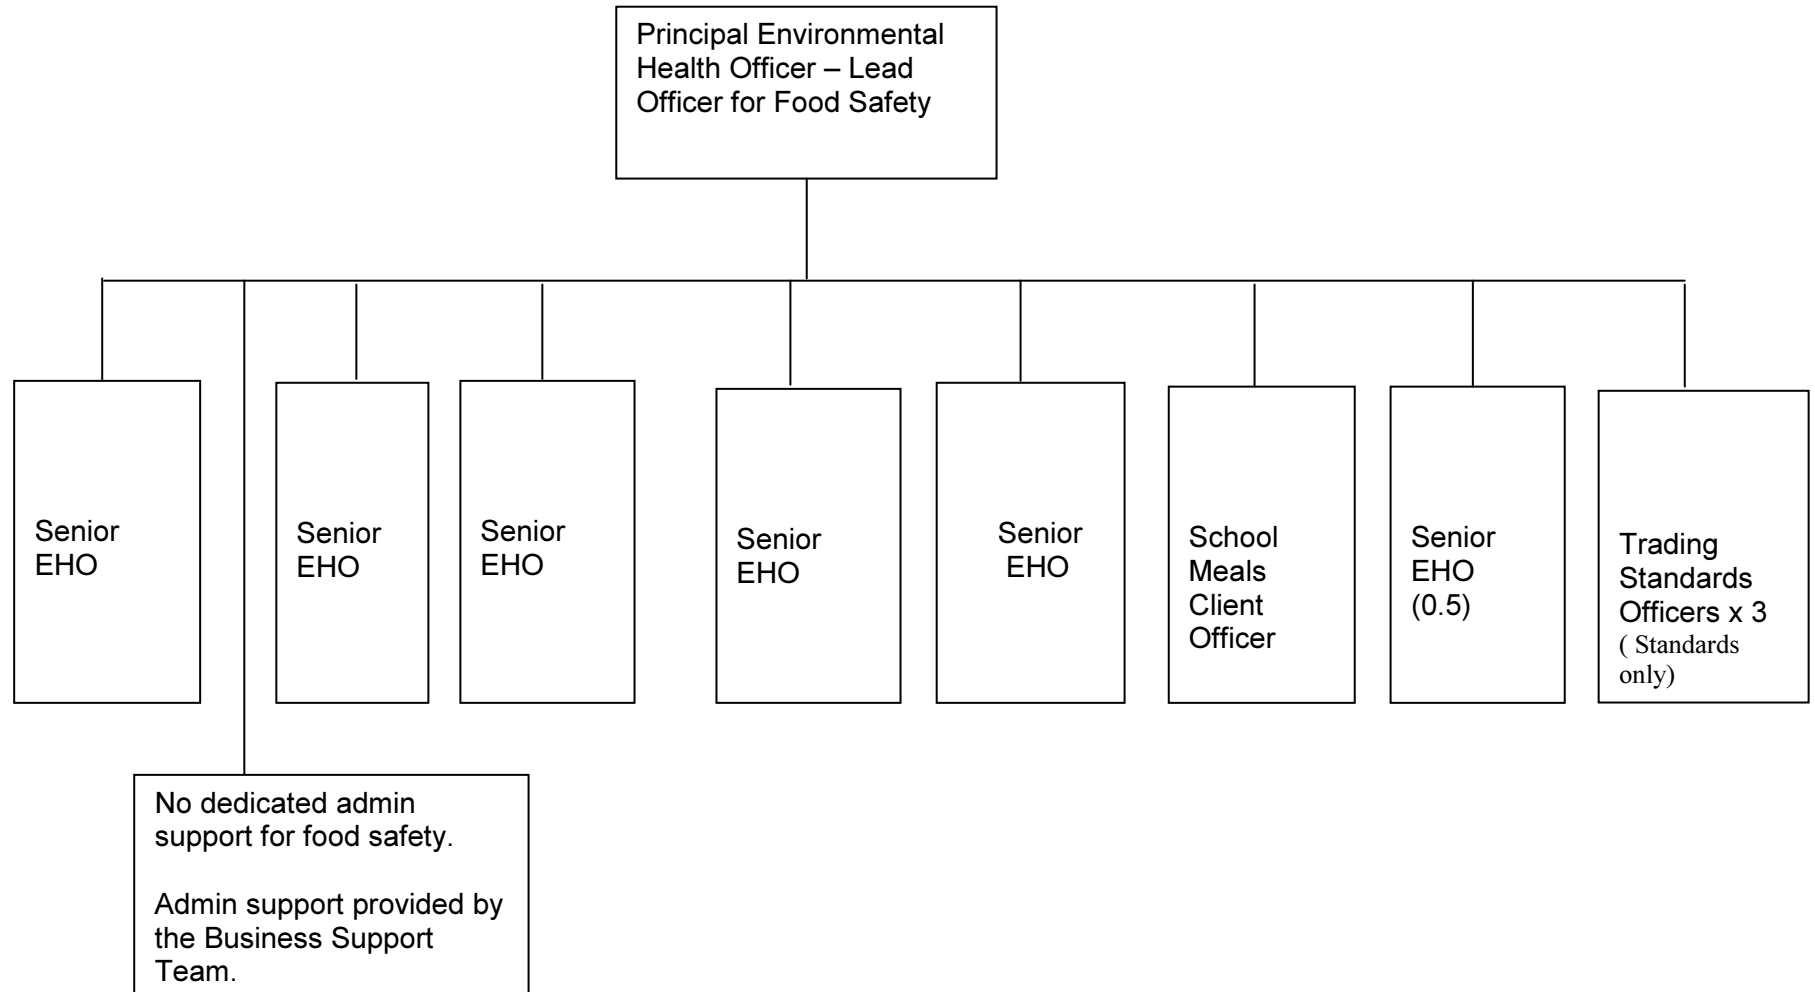 Principal Environmental
Health Officer – Lead
Officer for Food Safety
Senior
EHO
Senior
EHO
Senior
EHO
Senior
EHO
Senior
EHO
School
Meals
Client
Officer
Senior
EHO
(0.5)
Trading
Standards
Officers x 3
( Standards
only)
No dedicated admin
support for food safety.
Admin support provided by
the Business Support
Team.